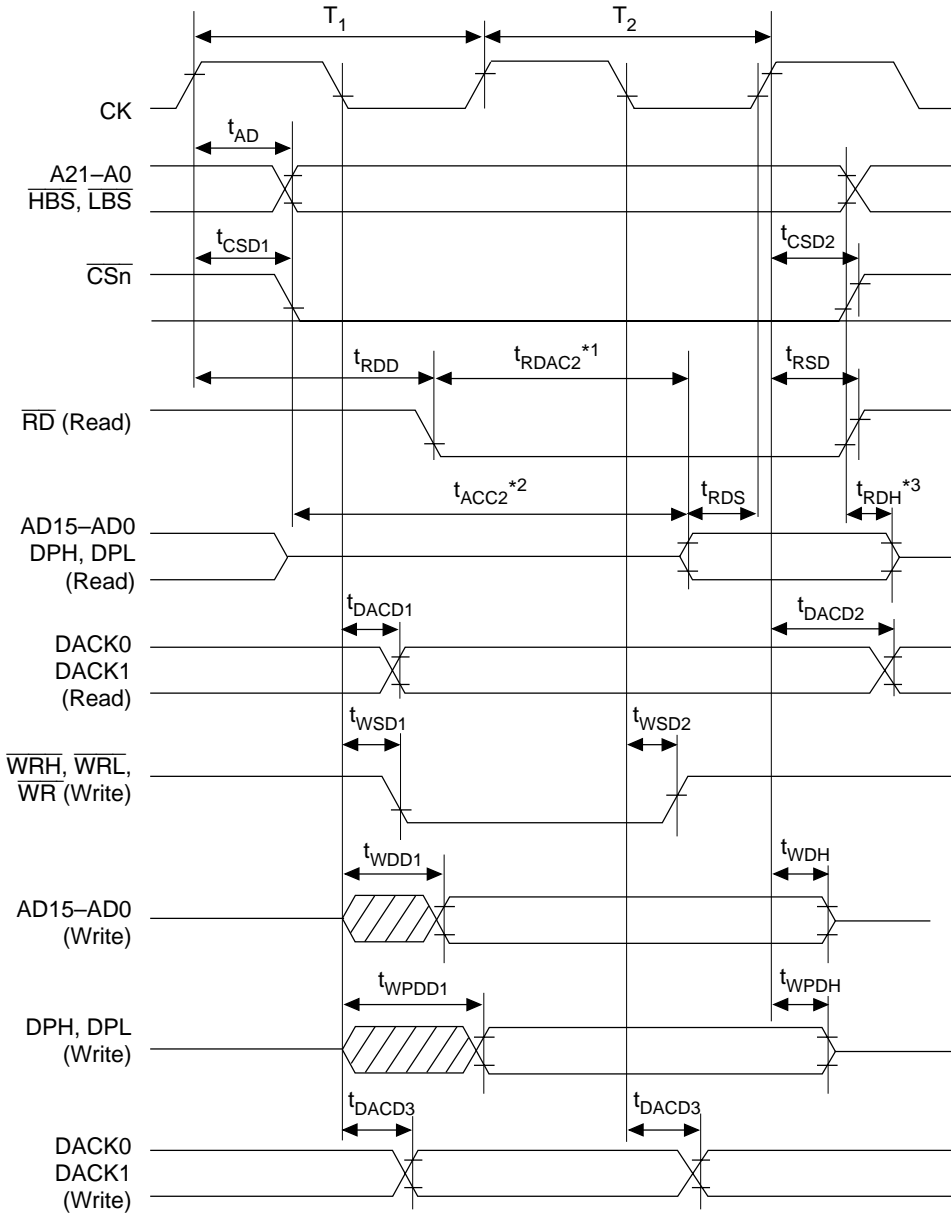 T1 T2
CK
tAD
A21–A0
HBS, LBS
tCSD1 tCSD2
CSn
tRDD tRDAC2*1 tRSD
RD (Read)
tACC2*2 tRDS tRDH*3
AD15–AD0
DPH, DPL
(Read)
tDACD1 tDACD2
DACK0
DACK1
(Read)
tWSD1 tWSD2
WRH, WRL,
WR (Write)
tWDD1 tWDH
AD15–AD0
(Write)
tWPDD1 tWPDH
DPH, DPL
(Write)
tDACD3 tDACD3
DACK0
DACK1
(Write)